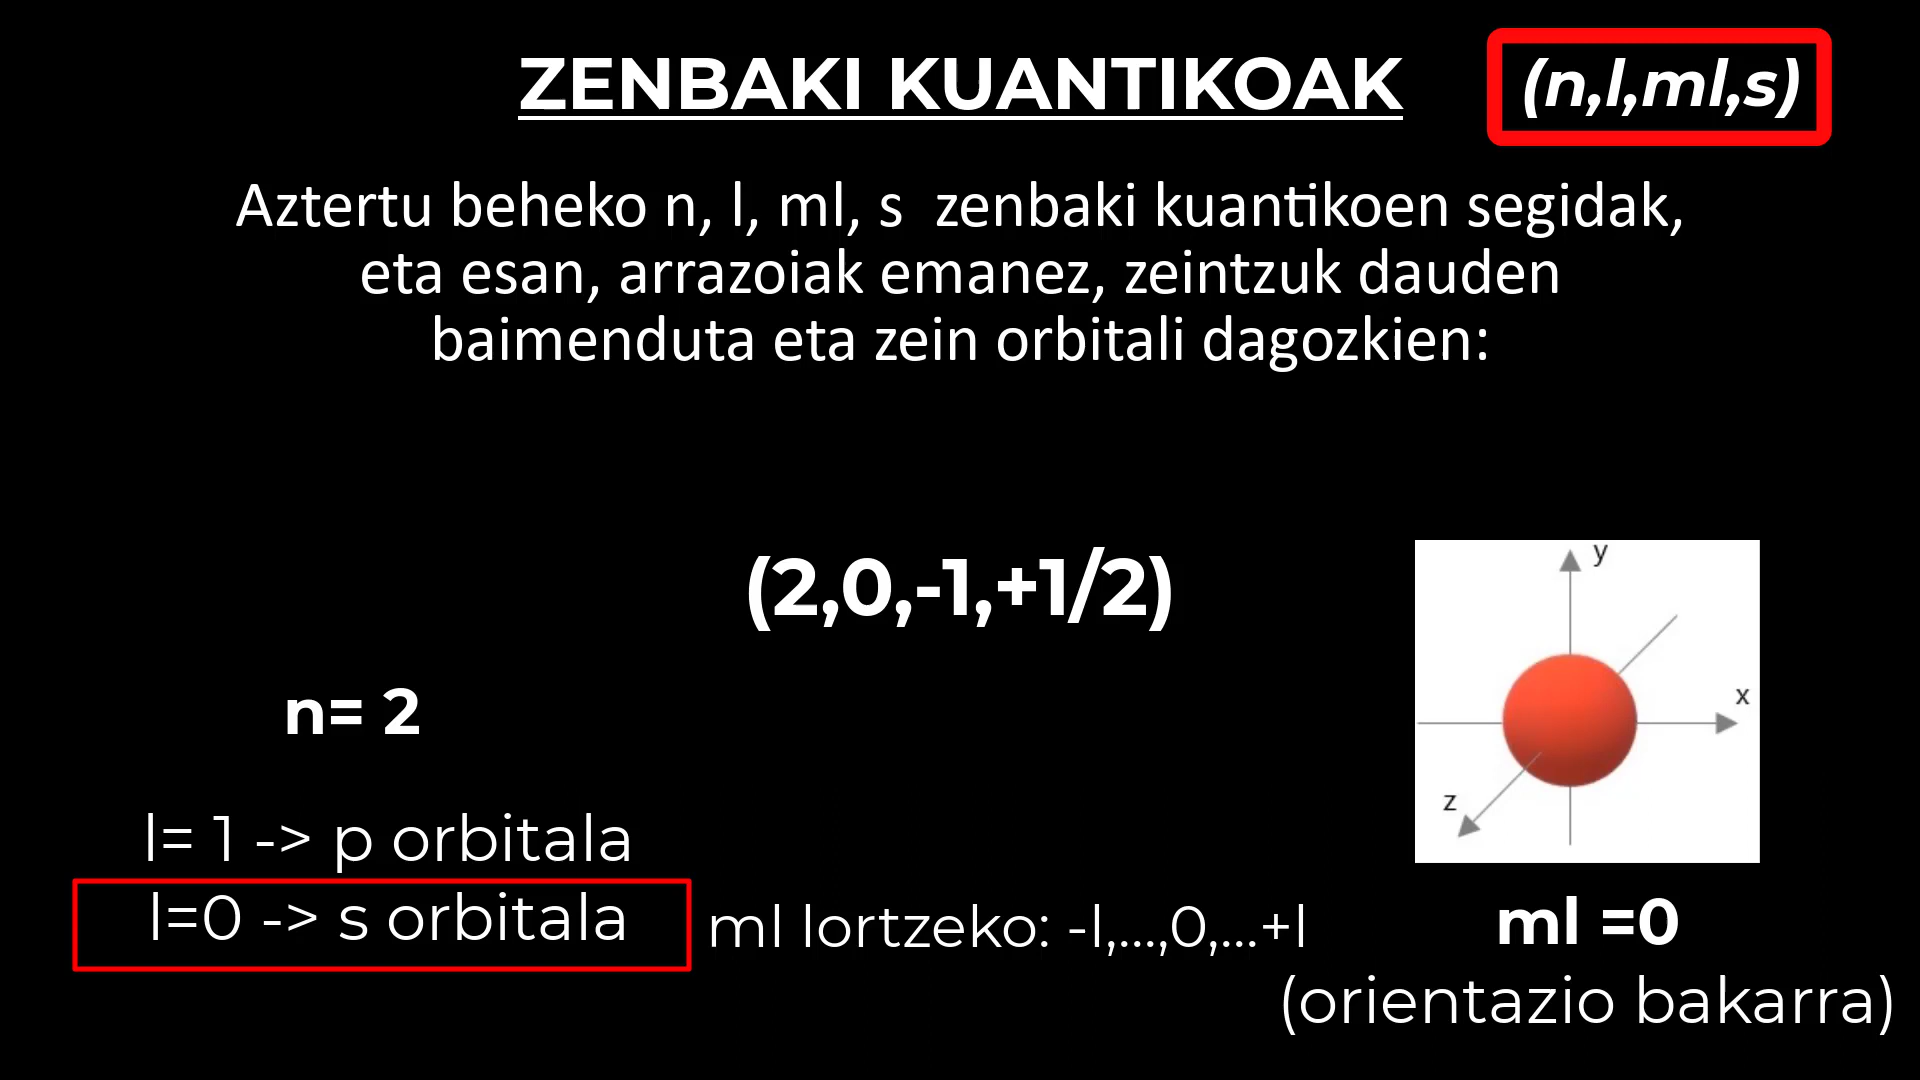 ZENBAKI KUANTIKOAK
(n,l,ml,s)
Aztertu beheko n, l, ml, s zenbaki kuantikoen segidak,
eta esan, arrazoiak emanez, zeintzuk dauden
baimenduta eta zein orbitali dagozkien:
(2,0,-1,+1/2)
y
x
z
n= 2
l= 1 -> p orbitala
l=0 -> s orbitala
ml lortzeko: -l,...,0,...+l
ml =0
(orientazio bakarra)